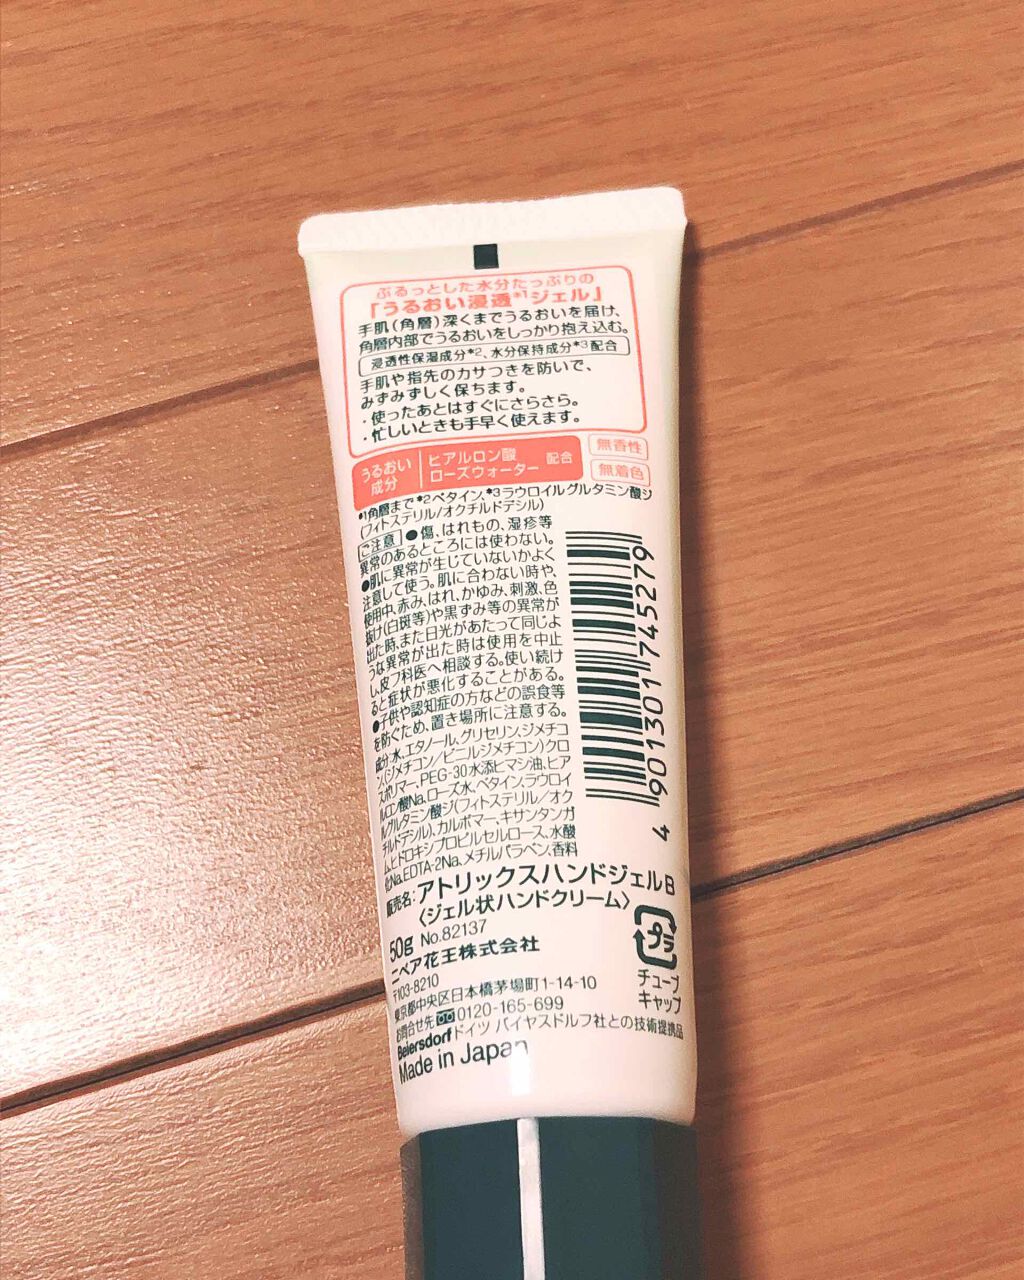 ぷるっとした水分たっぷりの
「うるおい浸透*1ジェル」
手肌(角層)深くまでうるおいを届け、
角層内部でうるおいをしっかり抱え込む。
浸透性保湿成分*2、水分保持成分*3配合
手肌や指先のカサつきを防いで、
みずみずしく保ちます。
・使ったあとはすぐにさらさら。
・忙しいときも手早く使えます。
うるおい
成分
ヒアルロン酸
ローズウォーター
配合
無香性
無着色
*1角層まで *2ベタイン、*3ラウロイルグルタミン酸ジ
(フィトステリル/オクチルドデシル)
ご注意 ●傷、はれもの、湿疹等
異常のあるところには使わない。
●肌に異常が生じていないかよく
注意して使う。肌に合わない時や、
使用中、赤み、はれ、かゆみ、刺激、色
抜け(白斑等)や黒ずみ等の異常が
出た時、また日光があたって同じよ
うな異常が出た時は使用を中止
し、皮フ科医へ相談する。使い続け
ると症状が悪化することがある。
●子供や認知症の方などの誤食等
を防ぐため、置き場所に注意する。
成分:水、エタノール、グリセリン、ジメチコ
ン、(ジメチコン/ビニルジメチコン)クロ
スポリマー、PEG-30水添ヒマシ油、ヒア
ルロン酸Na、ローズ水、ベタイン、ラウロイ
ルグルタミン酸ジ(フィトステリル/オク
チルドデシル)、カルボマー、キサンタンガ
ム、ヒドロキシプロピルセルロース、水酸
化Na、EDTA-2Na、メチルパラベン、香料
4 901301 745279
販売名:アトリックスハンドジェルB
〈ジェル状ハンドクリーム〉
50g No.82137
ニベア花王株式会社
〒103-8210
東京都中央区日本橋茅場町1-14-10
お問合せ先 0120-165-699
Beiersdorf ドイツ バイヤスドルフ社との技術提携品
Made in Japan
プラ
チューブ
キャップ